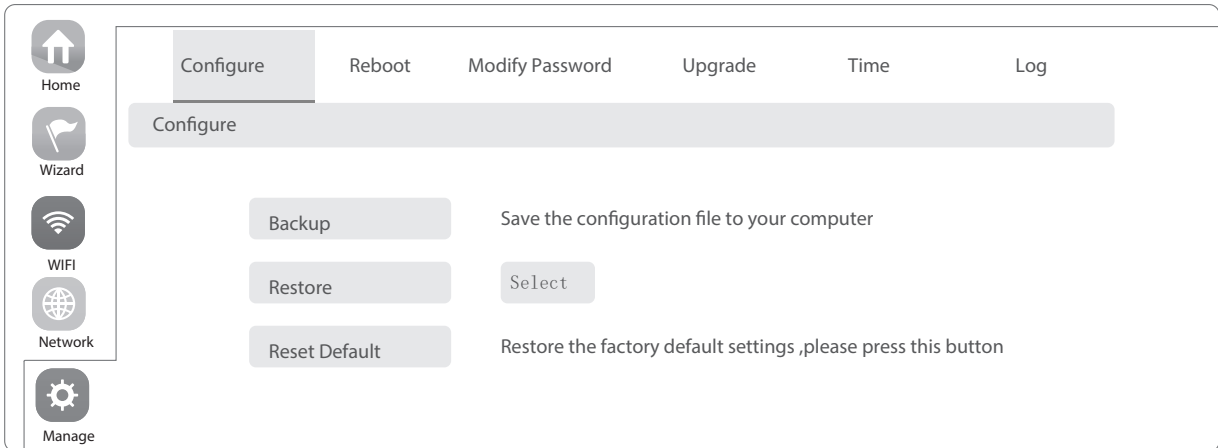 Home
Configure
Reboot
Modify Password
Upgrade
Time
Log
Configure
Wizard
Backup
Save the configuration file to your computer
WIFI
Restore
Select
Network
Reset Default
Restore the factory default settings ,please press this button
Manage